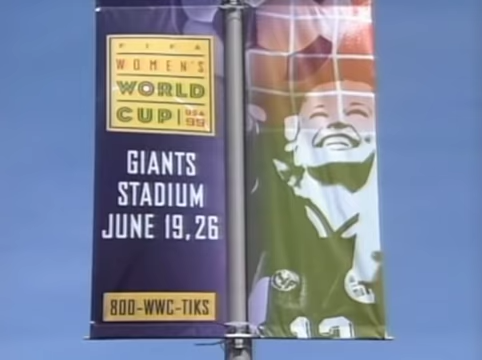 FIFA
WOMEN'S
WORLD
CUP USA
99
GIANTS
STADIUM
JUNE 19, 26
800-WWC-TIKS